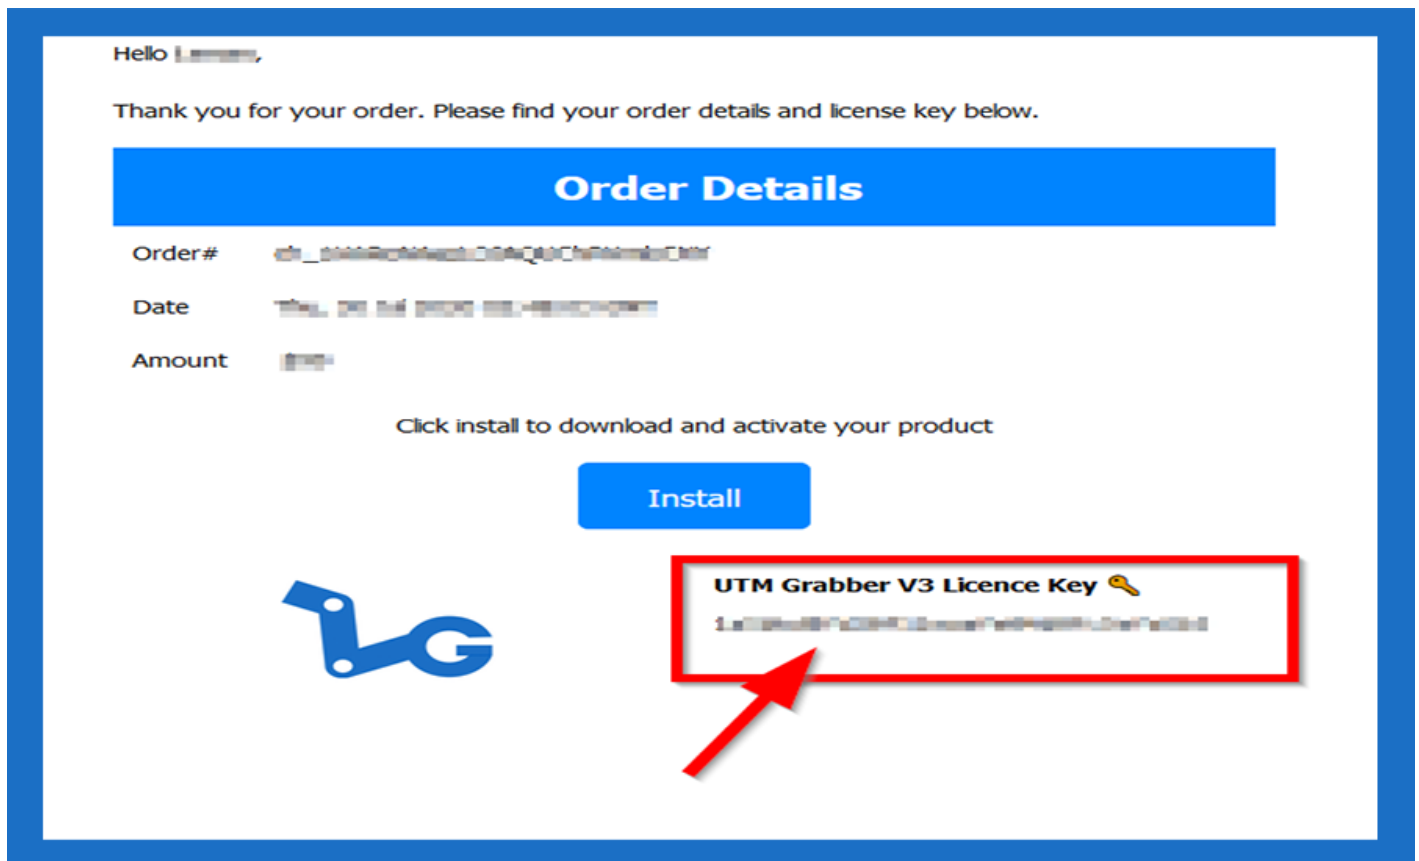 Hello ,
Thank you for your order. Please find your order details and license key below.
Order Details
Order#
Date
Amount
Click install to download and activate your product
Install
UTM Grabber V3 Licence Key 🔑
G